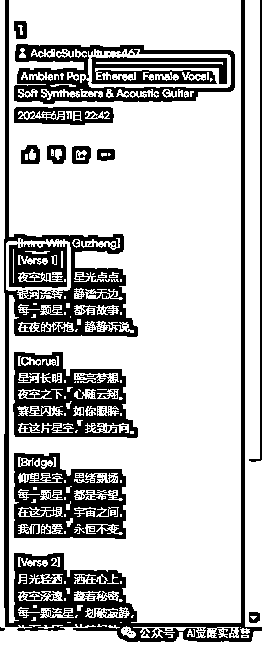 1
AcidicSubcultures467
Ambient Pop, Ethereal Female Vocal,
Soft Synthesizers & Acoustic Guitar
2024年6月11日 22:42
[Intro With Guzheng]
[Verse 1]
夜空如墨，星光点点，
银河流转，静谧无边，
每一颗星，都有故事，
在夜的怀抱，静静诉说。
[Chorus]
星河长明，照亮梦想，
夜空之下，心随云翔，
繁星闪烁，如你眼眸，
在这片星空，找到方向。
[Bridge]
仰望星空，思绪飘扬，
每一颗星，都是希望，
在这无垠，宇宙之间，
我们的爱，永恒不变。
[Verse 2]
月光轻洒，洒在心上，
夜空深邃，藏着秘密，
每一颗流星，划破寂静，
公众号 · AI觉醒实战营